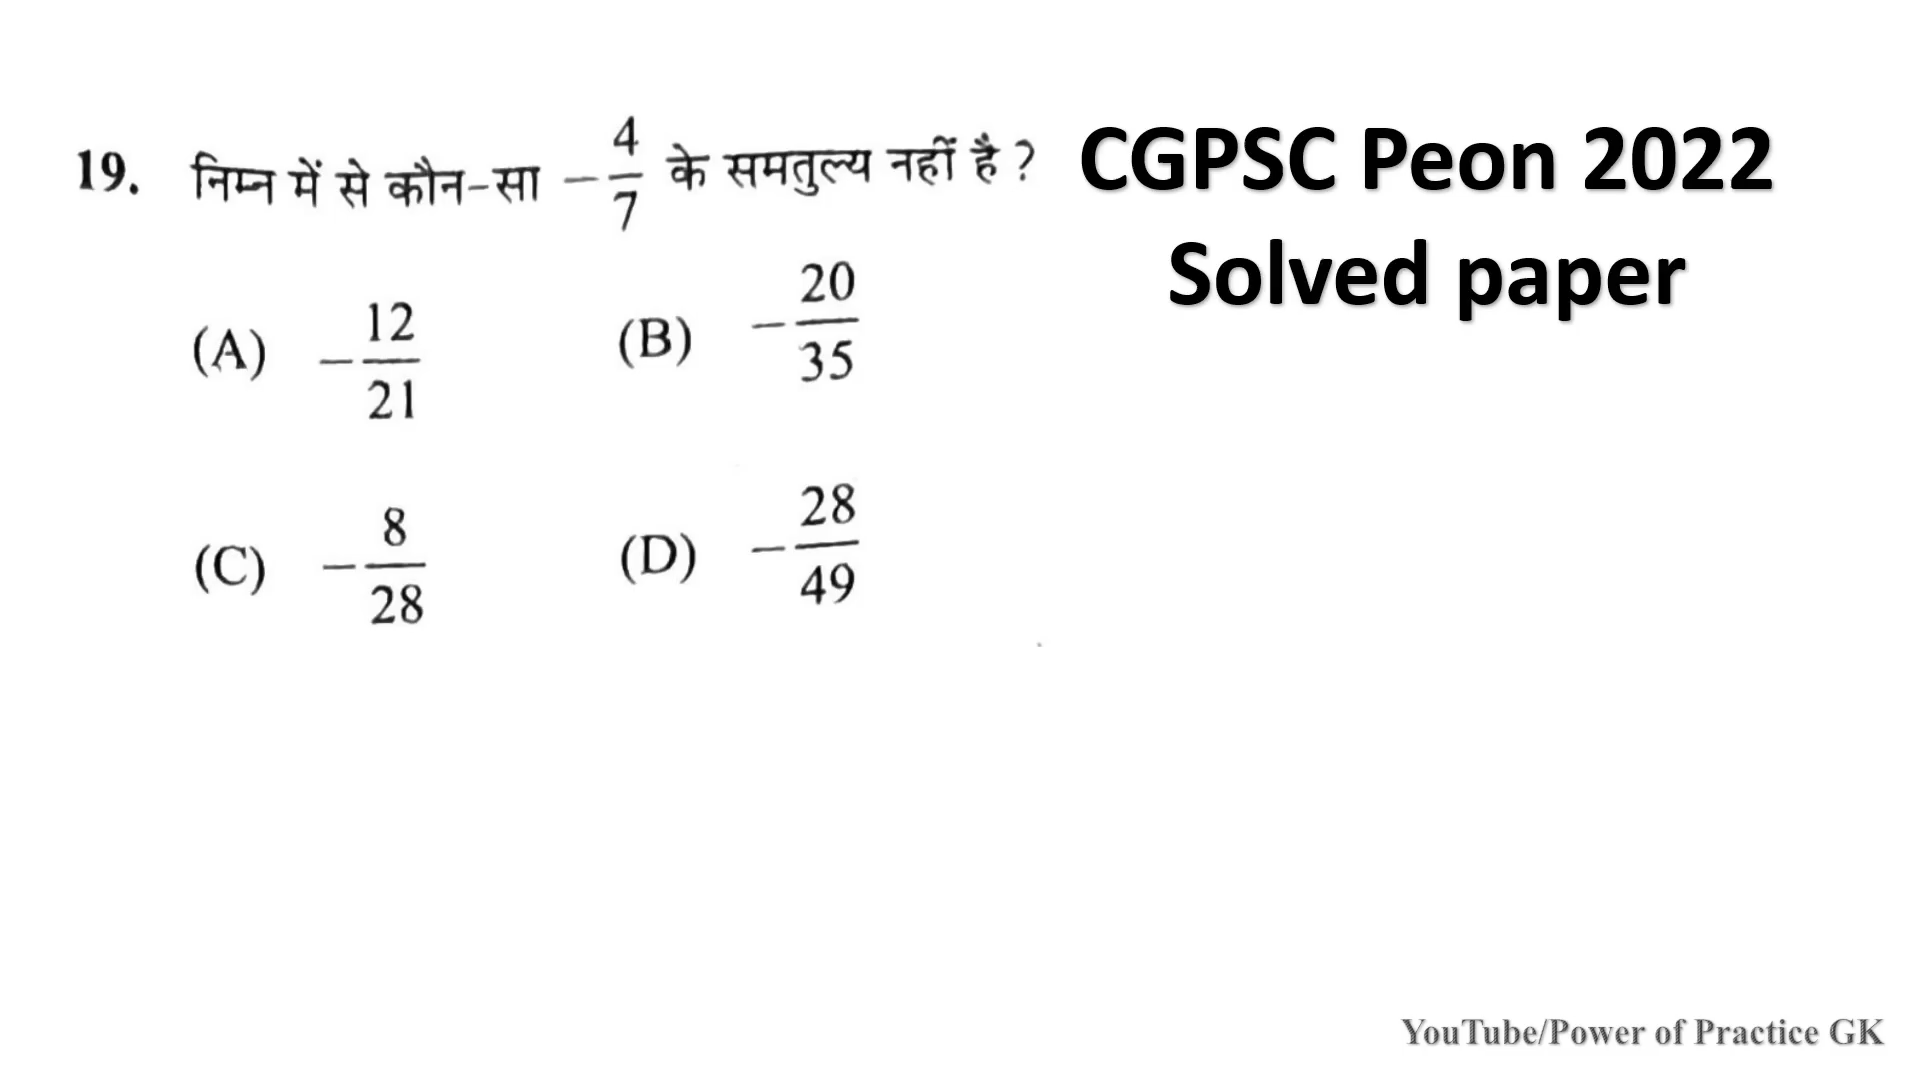 19. निम्न में से कौन-सा -4/7 के समतुल्य नहीं है ?
CGPSC Peon 2022
Solved paper
(A) -12/21 (B) -20/35
(C) -8/28 (D) -28/49
YouTube/Power of Practice GK